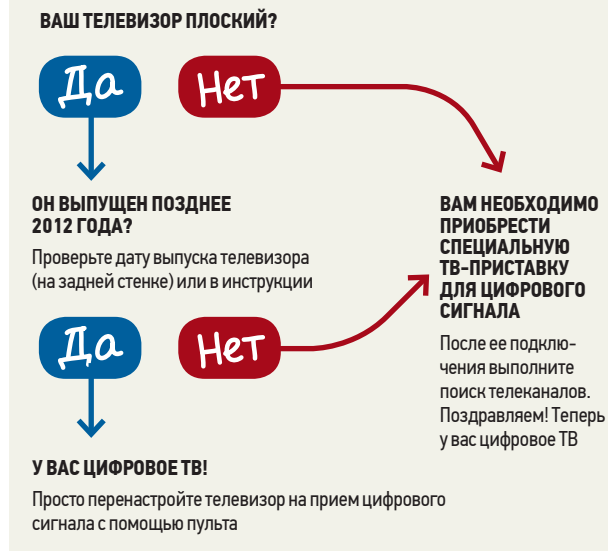 ВАШ ТЕЛЕВИЗОР ПЛОСКИЙ?
Да
Нет
ОН ВЫПУЩЕН ПОЗДНЕЕ
2012 ГОДА?
Проверьте дату выпуска телевизора
(на задней стенке) или в инструкции
Да
Нет
ВАМ НЕОБХОДИМО
ПРИОБРЕСТИ
СПЕЦИАЛЬНУЮ
ТВ-ПРИСТАВКУ
ДЛЯ ЦИФРОВОГО
СИГНАЛА
После ее подклю-
чения выполните
поиск телеканалов.
Поздравляем! Теперь
у вас цифровое ТВ
У ВАС ЦИФРОВОЕ ТВ!
Просто перенастройте телевизор на прием цифрового
сигнала с помощью пульта